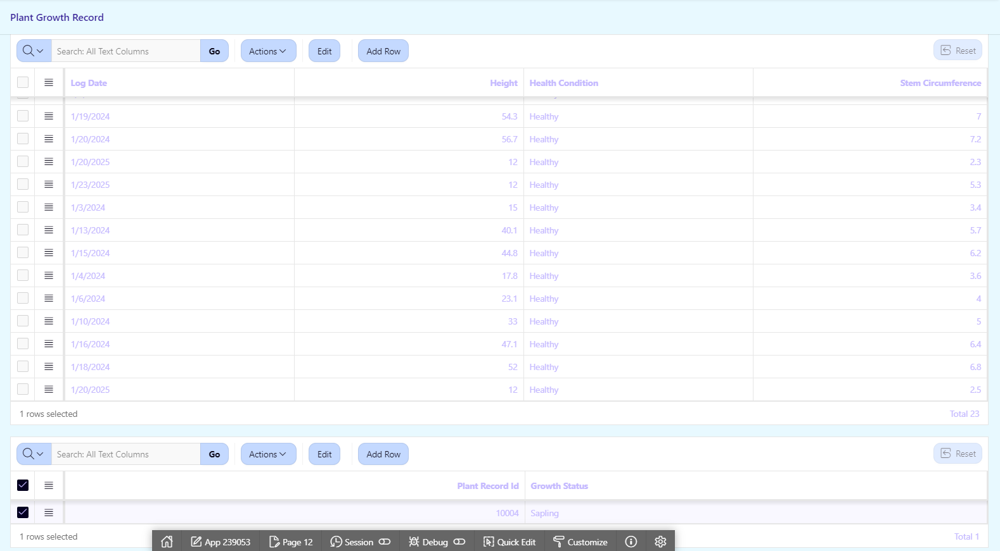 Plant Growth Record
Search: All Text Columns Go Actions Edit Add Row Reset
Log Date Height Health Condition Stem Circumference
1/19/2024 54.3 Healthy 7
1/20/2024 56.7 Healthy 7.2
1/20/2025 12 Healthy 2.3
1/23/2025 12 Healthy 5.3
1/3/2024 15 Healthy 3.4
1/13/2024 40.1 Healthy 5.7
1/15/2024 44.8 Healthy 6.2
1/4/2024 17.8 Healthy 3.6
1/6/2024 23.1 Healthy 4
1/10/2024 33 Healthy 5
1/16/2024 47.1 Healthy 6.4
1/18/2024 52 Healthy 6.8
1/20/2025 12 Healthy 2.5
1 rows selected Total 23
Search: All Text Columns Go Actions Edit Add Row Reset
Plant Record Id Growth Status
10004 Sapling
1 rows selected Total 1
App 239053 Page 12 Session Debug Quick Edit Customize